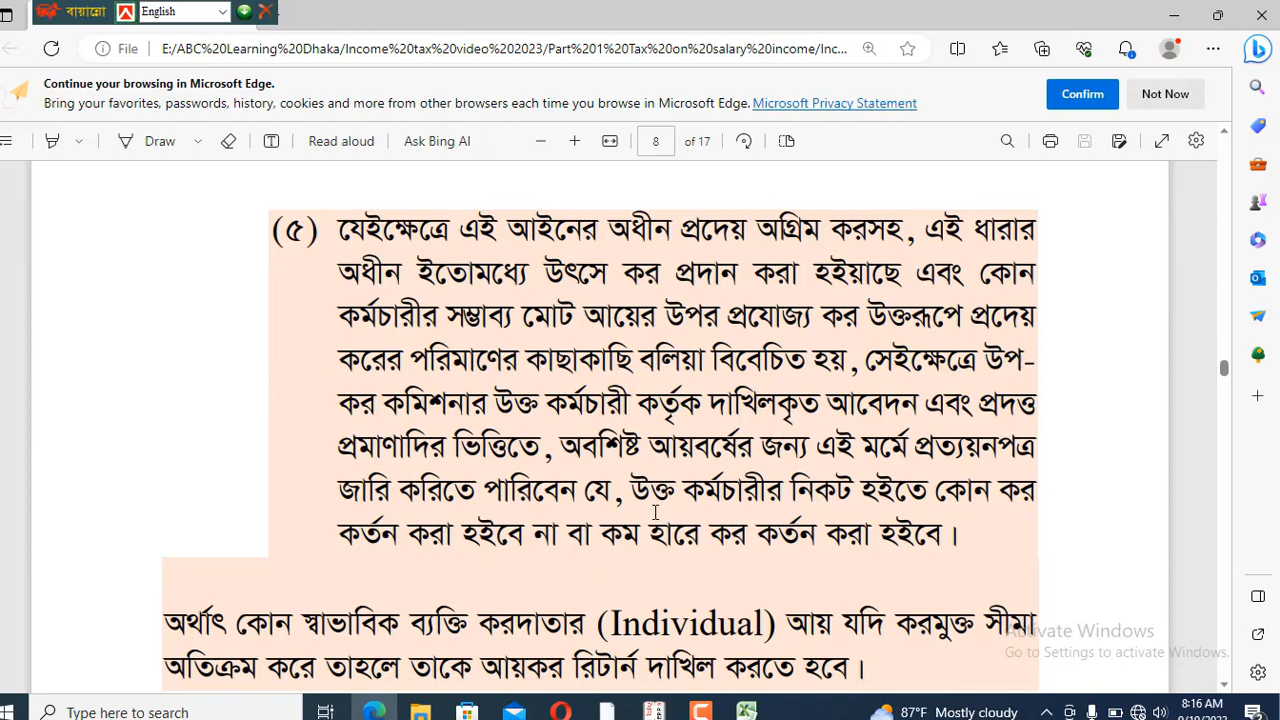 বায়ান্নো English
File E:/ABC%20Learning%20Dhaka/Income%20tax%20video%202023/Part%201%20Tax%20on%20salary%20income/Inc...
Continue your browsing in Microsoft Edge.
Bring your favorites, passwords, history, cookies and more from other browsers each time you browse in Microsoft Edge. Microsoft Privacy Statement
Confirm Not Now
Draw Read aloud Ask Bing AI 8 of 17
(৫) যেইক্ষেত্রে এই আইনের অধীন প্রদেয় অগ্রিম করসহ, এই ধারার
অধীন ইতোমধ্যে উৎসে কর প্রদান করা হইয়াছে এবং কোন
কর্মচারীর সম্ভাব্য মোট আয়ের উপর প্রযোজ্য কর উক্তরূপে প্রদেয়
করের পরিমাণের কাছাকাছি বলিয়া বিবেচিত হয়, সেইক্ষেত্রে উপ-
কর কমিশনার উক্ত কর্মচারী কর্তৃক দাখিলকৃত আবেদন এবং প্রদত্ত
প্রমাণাদির ভিত্তিতে, অবশিষ্ট আয়বর্ষের জন্য এই মর্মে প্রত্যয়নপত্র
জারি করিতে পারিবেন যে, উক্ত কর্মচারীর নিকট হইতে কোন কর
কর্তন করা হইবে না বা কম হারে কর কর্তন করা হইবে।
অর্থাৎ কোন স্বাভাবিক ব্যক্তি করদাতার (Individual) আয় যদি করমুক্ত সীমা
অতিক্রম করে তাহলে তাকে আয়কর রিটার্ন দাখিল করতে হবে।
Activate Windows
Go to Settings to activate Windows.
Type here to search 87°F Mostly cloudy 8:16 AM